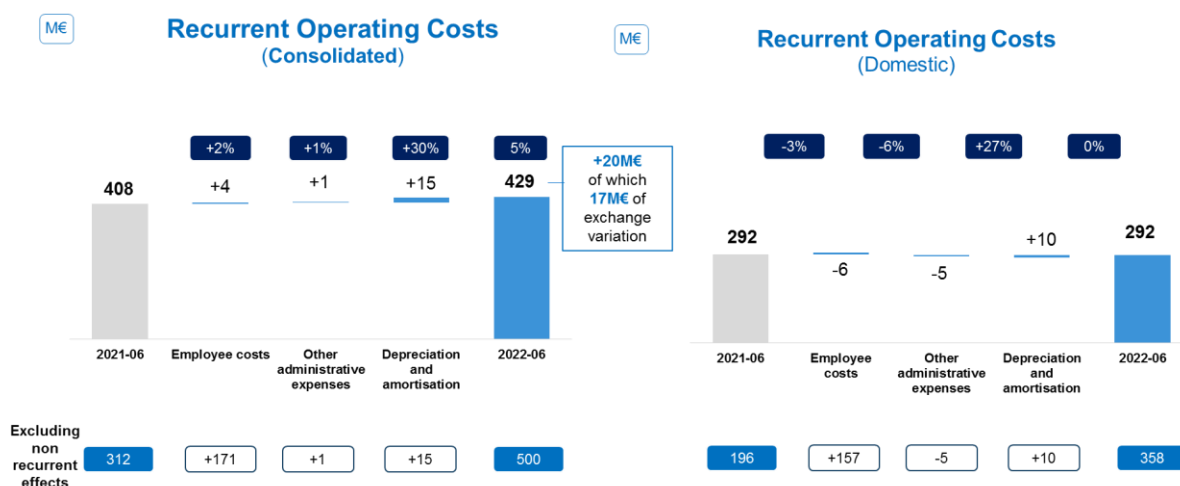 M€
Recurrent Operating Costs
(Consolidated)
+2%
+1%
+30%
5%
408
+4
+1
+15
429
+20M€
of which
17M€ of
exchange
variation
2021-06
Employee costs
Other
administrative
expenses
Depreciation
and
amortisation
2022-06
Excluding
non
recurrent
effects
312
+171
+1
+15
500
M€
Recurrent Operating Costs
(Domestic)
-3%
-6%
+27%
0%
292
-6
-5
+10
292
2021-06
Employee
costs
Other
administrative
expenses
Depreciation
and
amortisation
2022-06
196
+157
-5
+10
358